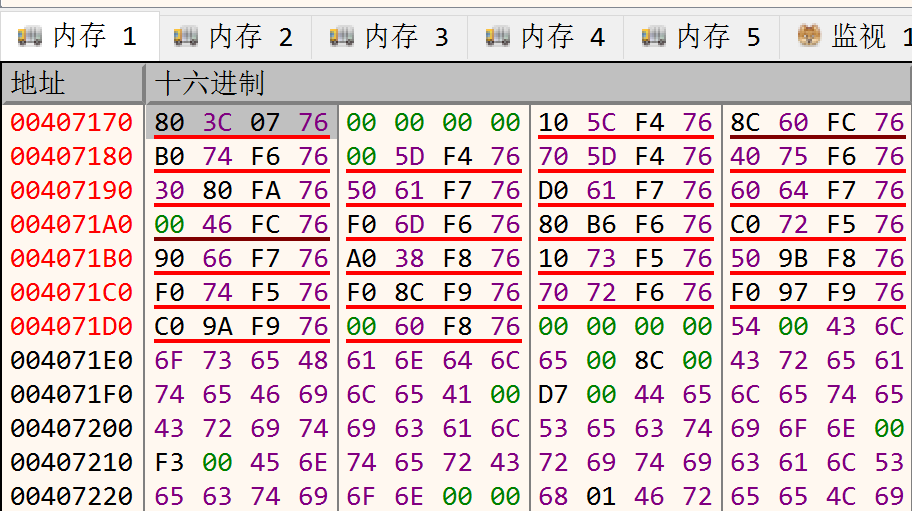 内存 1 内存 2 内存 3 内存 4 内存 5 监视 1
地址 十六进制
00407170 80 3C 07 76 00 00 00 00 10 5C F4 76 8C 60 FC 76
00407180 B0 74 F6 76 00 5D F4 76 70 5D F4 76 40 75 F6 76
00407190 30 80 FA 76 50 61 F7 76 D0 61 F7 76 60 64 F7 76
004071A0 00 46 FC 76 F0 6D F6 76 80 B6 F6 76 C0 72 F5 76
004071B0 90 66 F7 76 A0 38 F8 76 10 73 F5 76 50 9B F8 76
004071C0 F0 74 F5 76 F0 8C F9 76 70 72 F6 76 F0 97 F9 76
004071D0 C0 9A F9 76 00 60 F8 76 00 00 00 00 54 00 43 6C
004071E0 6F 73 65 48 61 6E 64 6C 65 00 8C 00 43 72 65 61
004071F0 74 65 46 69 6C 65 41 00 D7 00 44 65 6C 65 74 65
00407200 43 72 69 74 69 63 61 6C 53 65 63 74 69 6F 6E 00
00407210 F3 00 45 6E 74 65 72 43 72 69 74 69 63 61 6C 53
00407220 65 63 74 69 6F 6E 00 00 68 01 46 72 65 65 4C 69